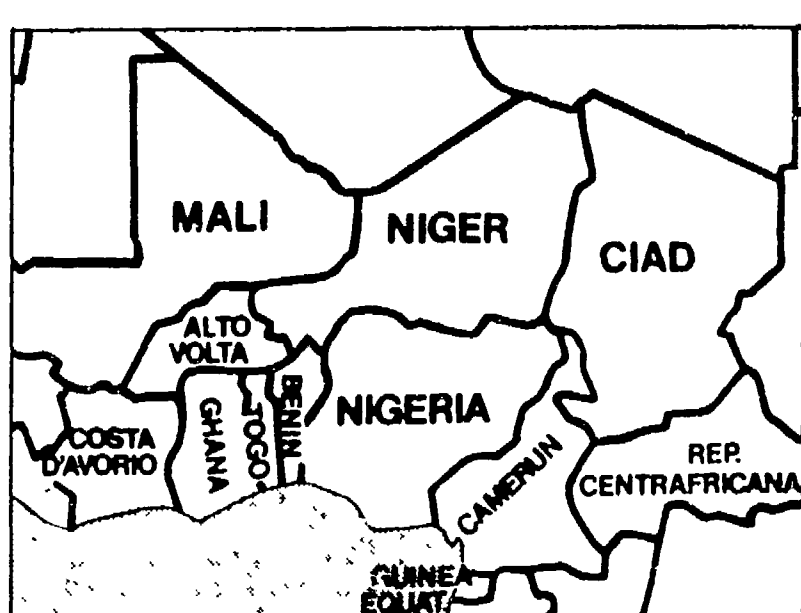 MALI
NIGER
CIAD
ALTO
VOLTA
NIGERIA
BENIN
TOGO
GHANA
COSTA
D'AVORIO
CAMERUN
REP.
CENTRAFRICANA
GUINEA
EQUAT.